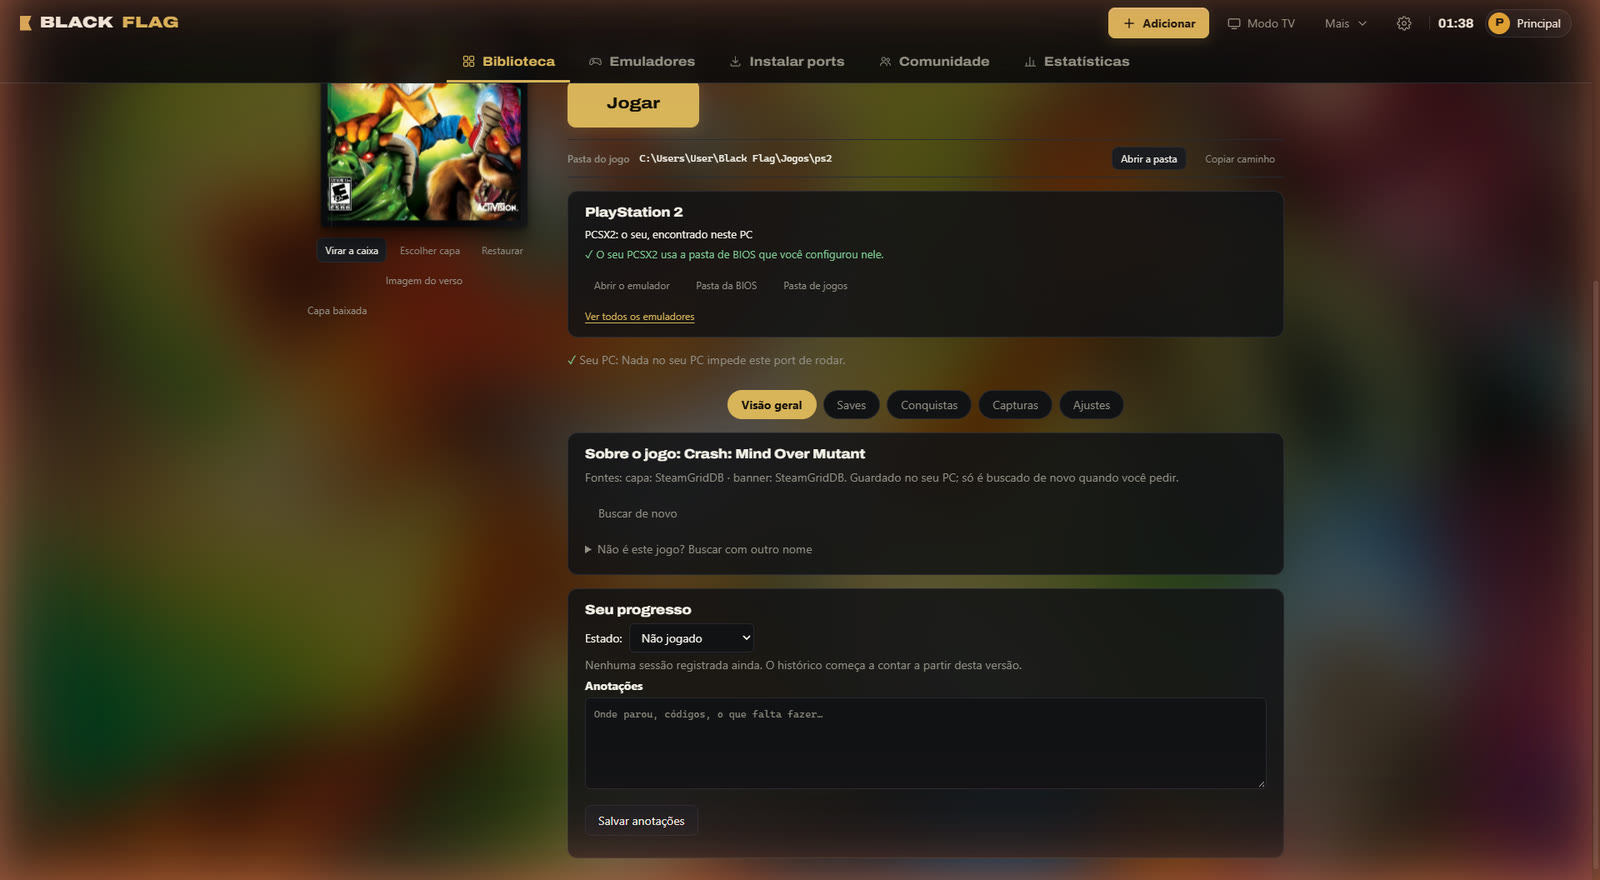 BLACK FLAG
Adicionar
Modo TV
Mais
01:38
P
Principal
Biblioteca
Emuladores
Instalar ports
Comunidade
Estatísticas
Jogar
Pasta do jogo C:\Users\User\Black Flag\Jogos\ps2
Abrir a pasta
Copiar caminho
E
ACTIVISION.
Virar a caixa
Escolher capa
Restaurar
Imagem do verso
Capa baixada
PlayStation 2
PCSX2: o seu, encontrado neste PC
✓ O seu PCSX2 usa a pasta de BIOS que você configurou nele.
Abrir o emulador
Pasta da BIOS
Pasta de jogos
Ver todos os emuladores
✓ Seu PC: Nada no seu PC impede este port de rodar.
Visão geral
Saves
Conquistas
Capturas
Ajustes
Sobre o jogo: Crash: Mind Over Mutant
Fontes: capa: SteamGridDB · banner: SteamGridDB. Guardado no seu PC; só é buscado de novo quando você pedir.
Buscar de novo
▶ Não é este jogo? Buscar com outro nome
Seu progresso
Estado: Não jogado
Nenhuma sessão registrada ainda. O histórico começa a contar a partir desta versão.
Anotações
Onde parou, códigos, o que falta fazer…
Salvar anotações